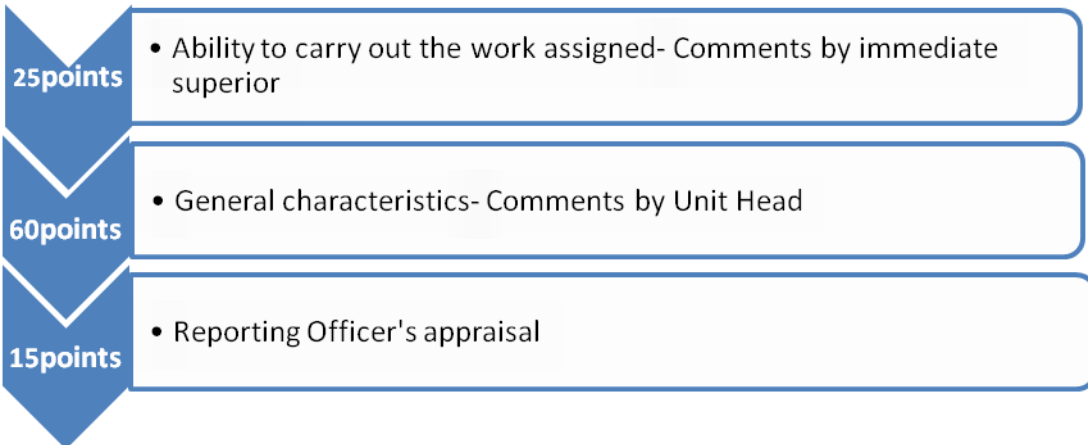 25points
• Ability to carry out the work assigned- Comments by immediate
superior
60points
• General characteristics- Comments by Unit Head
15points
• Reporting Officer's appraisal